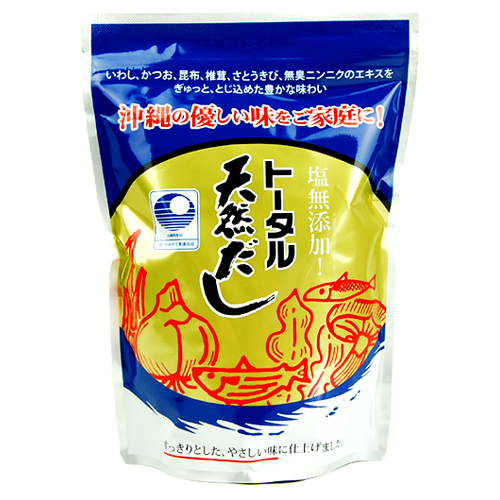 いわし、かつお、昆布、椎茸、さとうきび、無臭ニンニクのエキスを
ぎゅっと、とじ込めた豊かな味わい
沖縄の優しい味をご家庭に!
塩無添加!
トータル
天然だし
すっきりとした、やさしい味に仕上げました